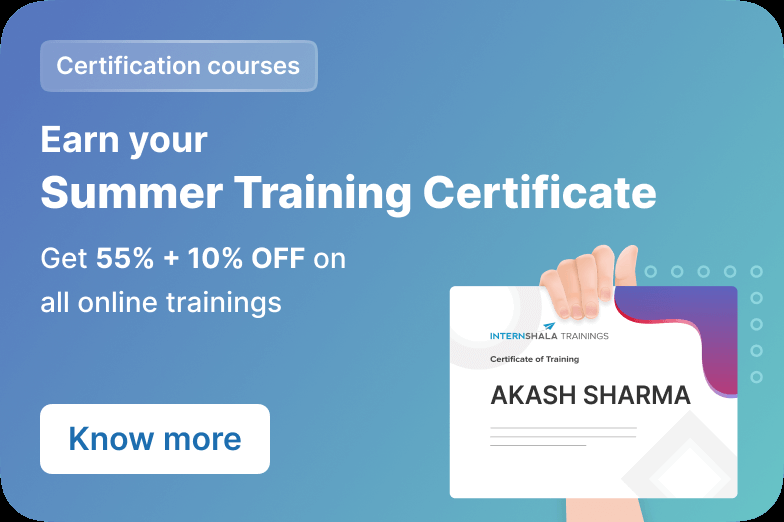 Certification courses
Earn your
Summer Training Certificate
Get 55% + 10% OFF on
all online trainings
INTERNSHALA TRAININGS
Certificate of Training
AKASH SHARMA
Know more